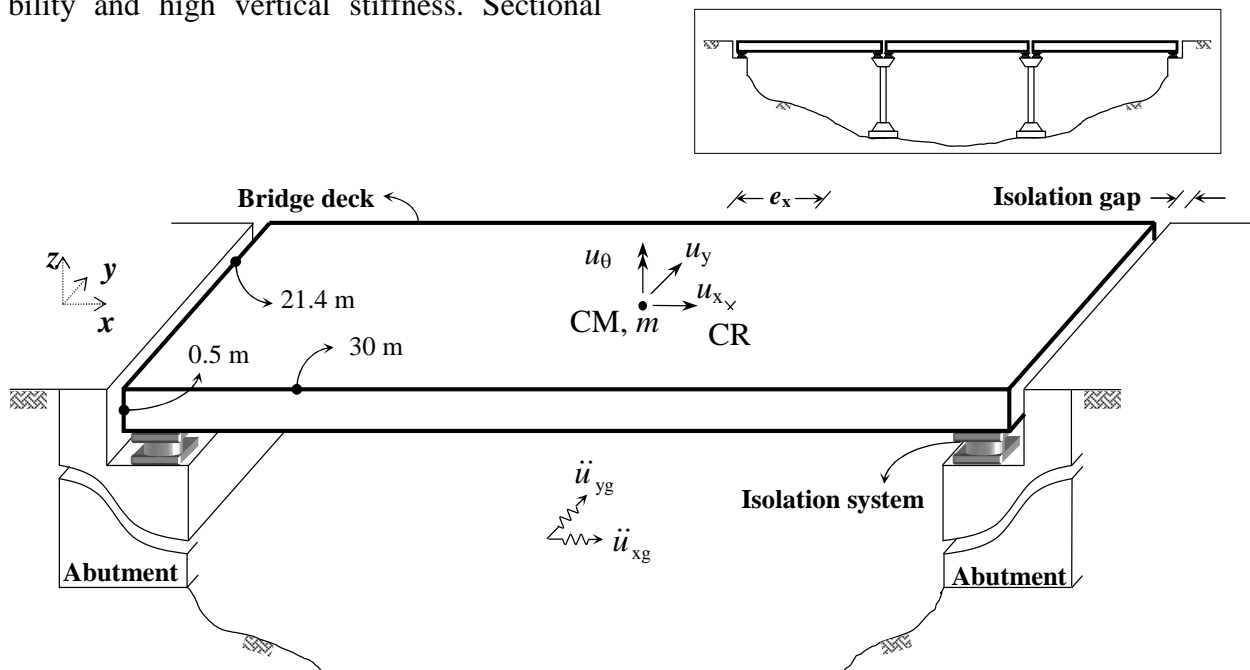 bility and high vertical stiffness. Sectional
Bridge deck
eₓ
Isolation gap
z
y
x
21.4 m
0.5 m
30 m
u_θ
u_y
u_x
CM, m
CR
ü_yg
ü_xg
Isolation system
Abutment
Abutment